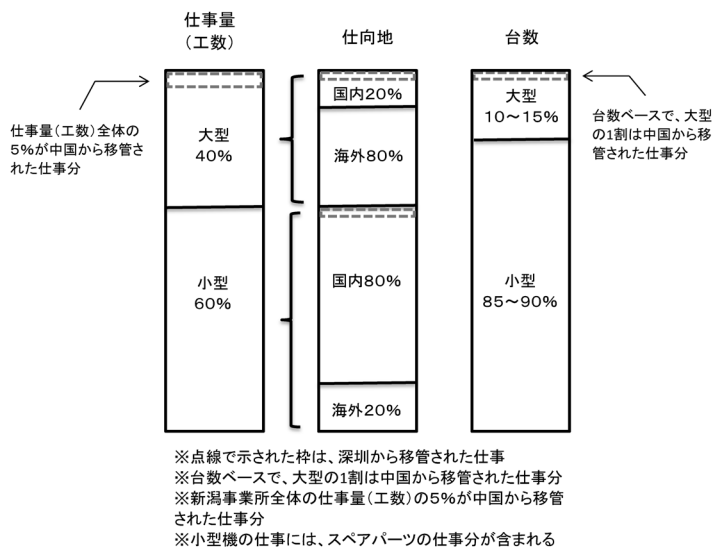 仕事量
（工数）
仕向地
台数
仕事量（工数）全体の
5%が中国から移管さ
れた仕事分
大型
40%
小型
60%
国内20%
海外80%
国内80%
海外20%
大型
10～15%
小型
85～90%
台数ベースで、大型
の1割は中国から移
管された仕事分
※点線で示された枠は、深圳から移管された仕事
※台数ベースで、大型の1割は中国から移管された仕事分
※新潟事業所全体の仕事量（工数）の5%が中国から移管
された仕事分
※小型機の仕事には、スペアパーツの仕事分が含まれる